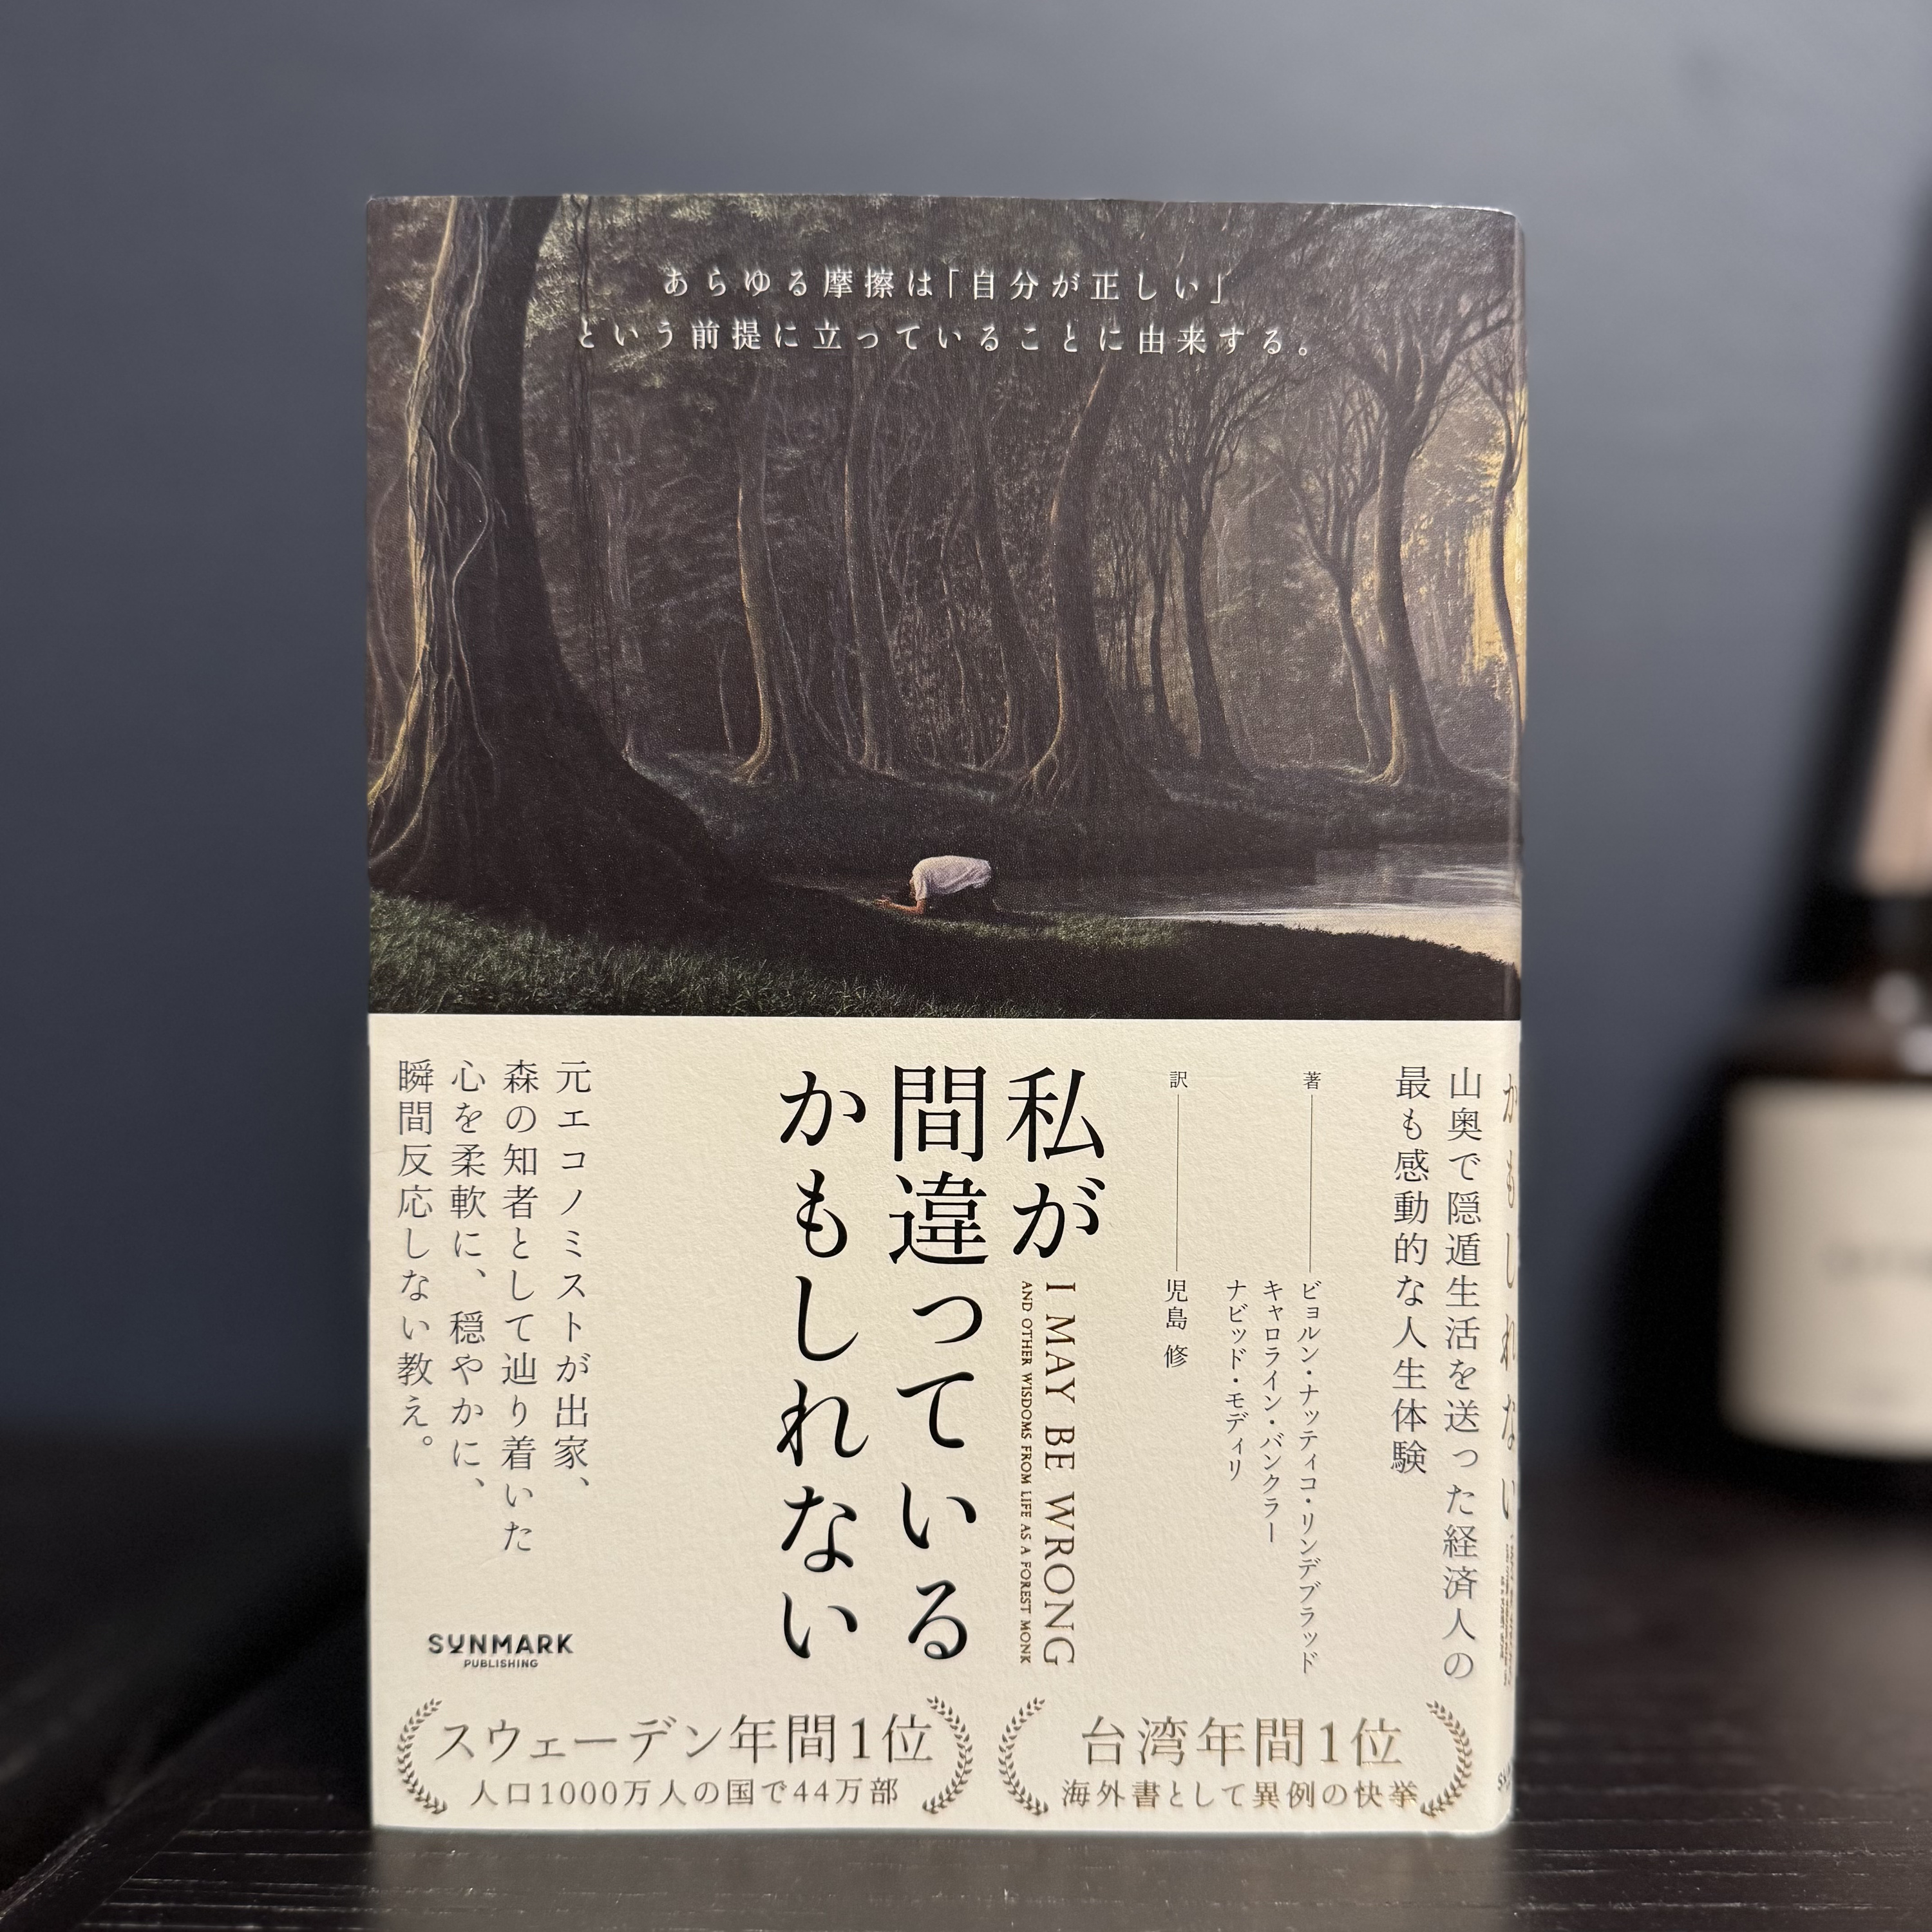 あらゆる摩擦は「自分が正しい」
という前提に立っていることに由来する。
かもしれない
山奥で隠遁生活を送った経済人の
最も感動的な人生体験
著
ビョルン・ナッティコ・リンデブラッド
キャロライン・バンクラー
ナビッド・モディリ
訳
児島 修
私が
間違っている
かもしれない
I MAY BE WRONG
AND OTHER WISDOMS FROM LIFE AS A FOREST MONK
元エコノミストが出家、
森の知者として辿り着いた
心を柔軟に、穏やかに、
瞬間反応しない教え。
SUNMARK
PUBLISHING
スウェーデン年間1位
人口1000万人の国で44万部
台湾年間1位
海外書として異例の快挙